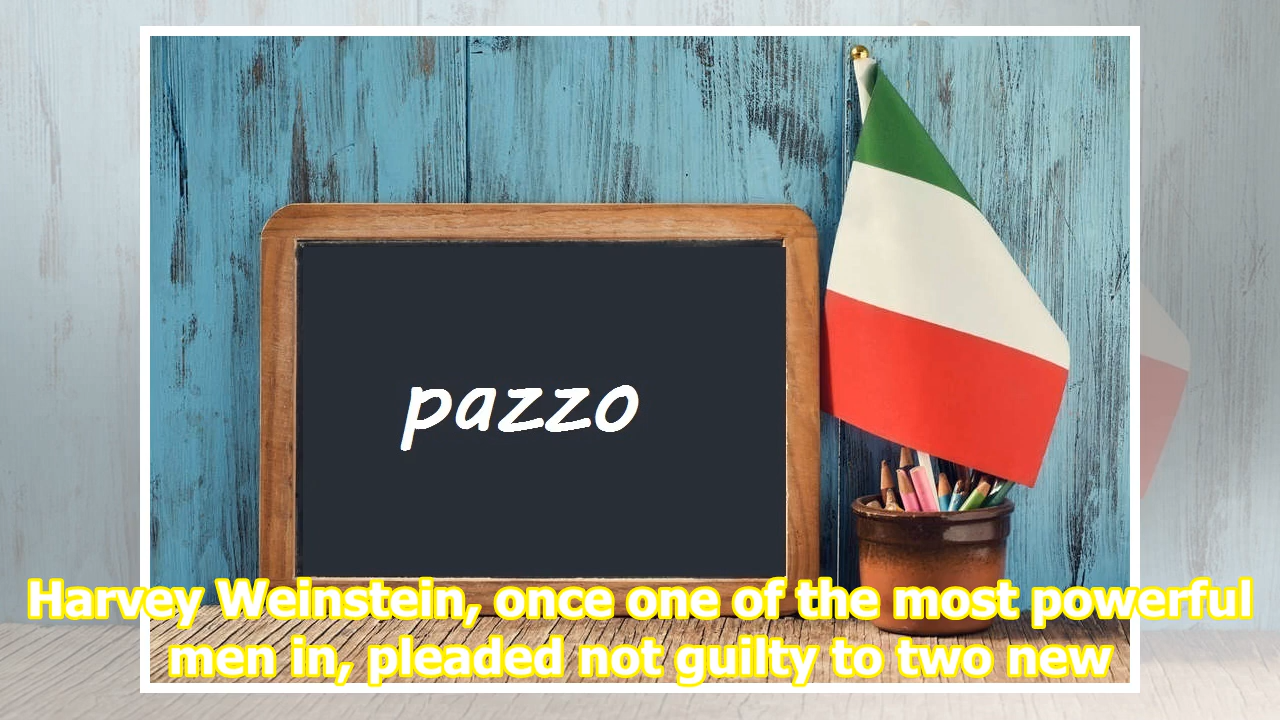 pazzo
Harvey Weinstein, once one of the most powerful
men in, pleaded not guilty to two new